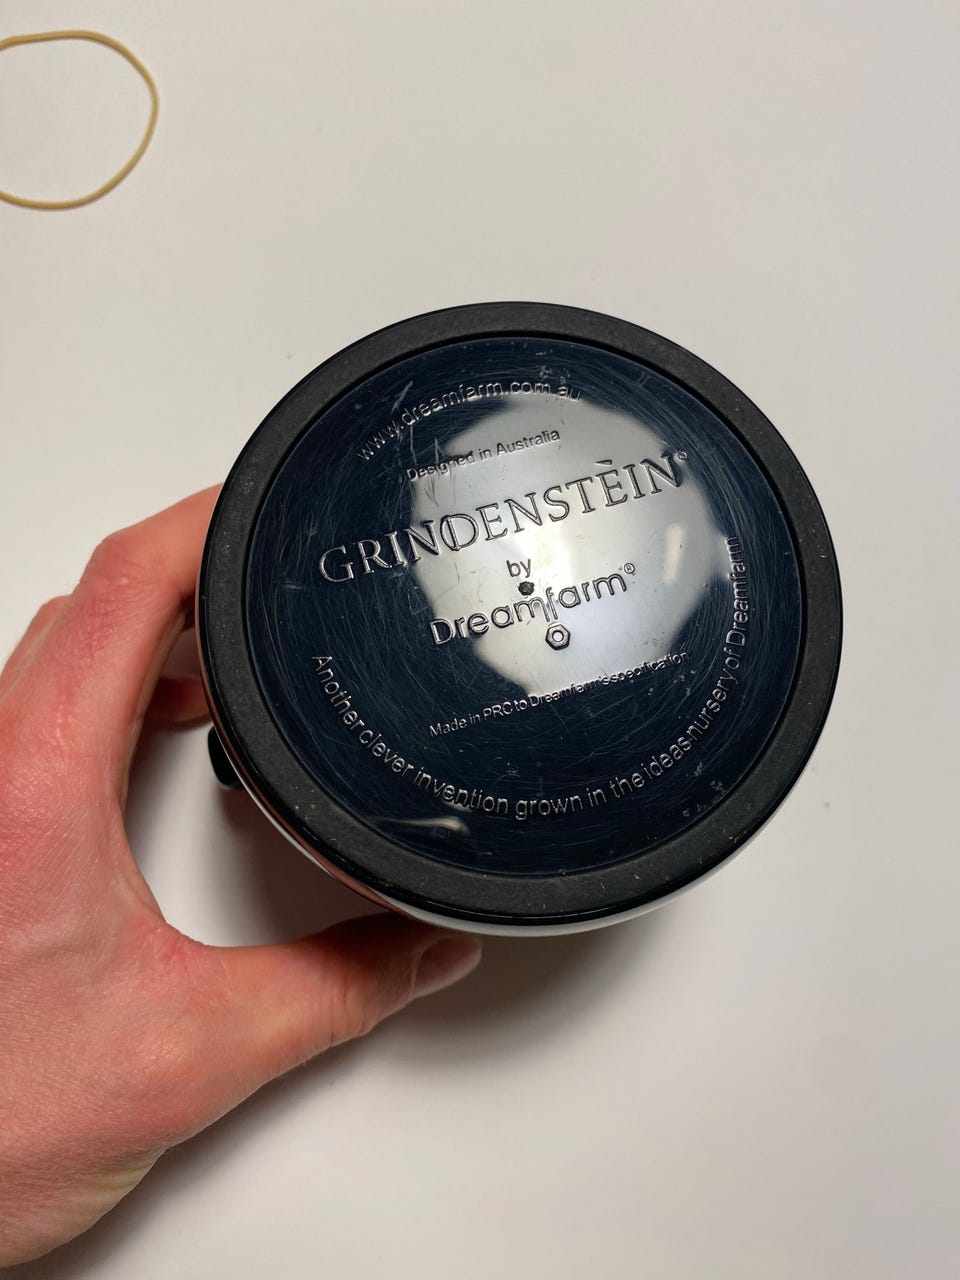 www.dreamfarm.com.au
Designed in Australia
GRINDENSTĒIN®
by
Dreamfarm®
Made in PRC to Dreamfarm's specification
Another clever invention grown in the ideas nursery of Dreamfarm